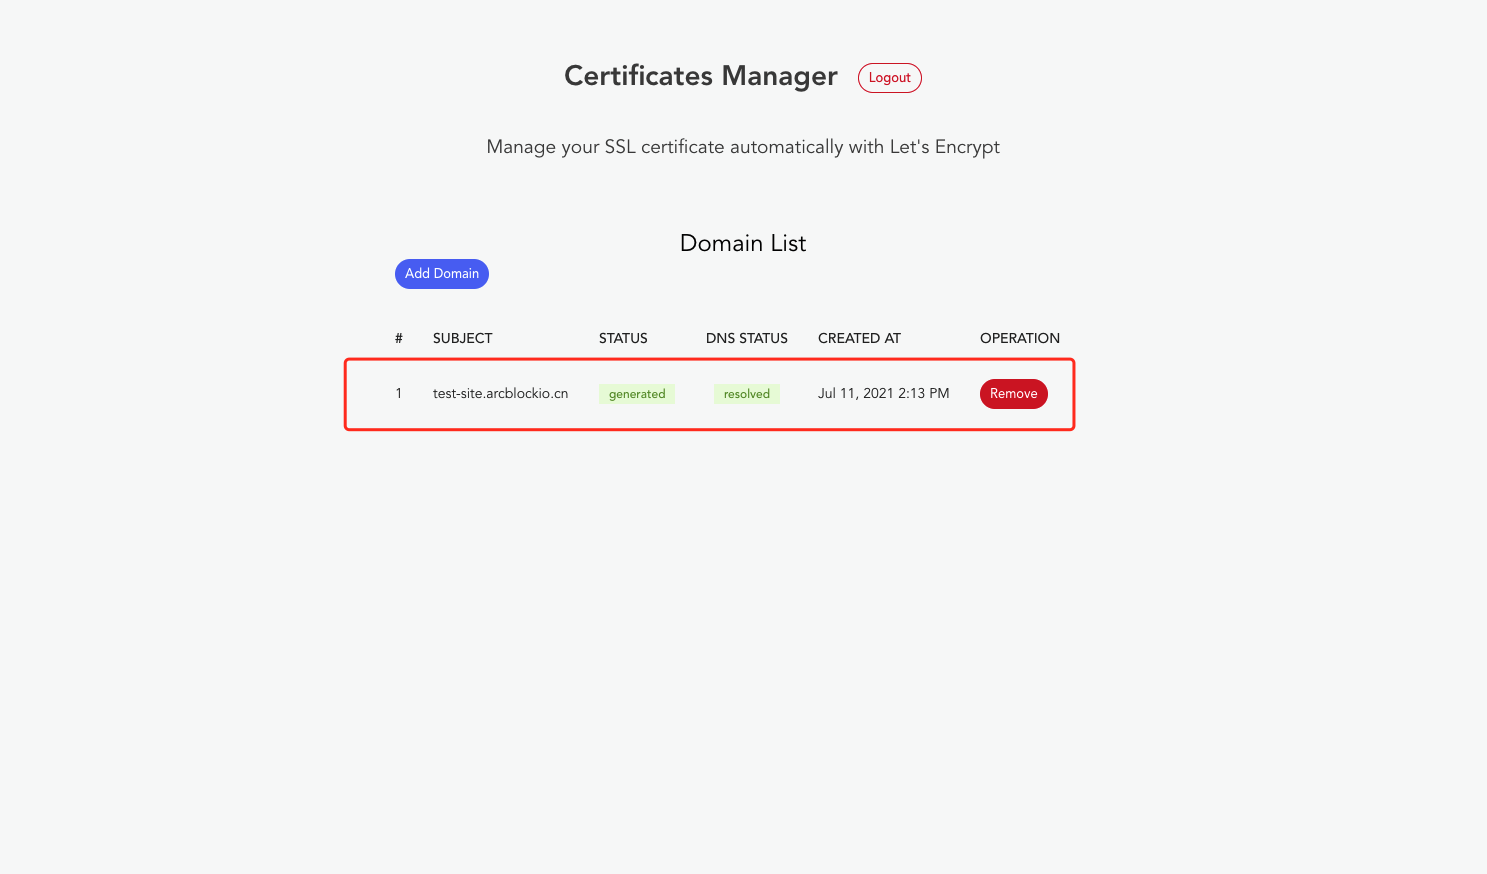 Certificates Manager Logout
Manage your SSL certificate automatically with Let's Encrypt
Domain List
Add Domain
# SUBJECT STATUS DNS STATUS CREATED AT OPERATION
1 test-site.arcblockio.cn generated resolved Jul 11, 2021 2:13 PM Remove